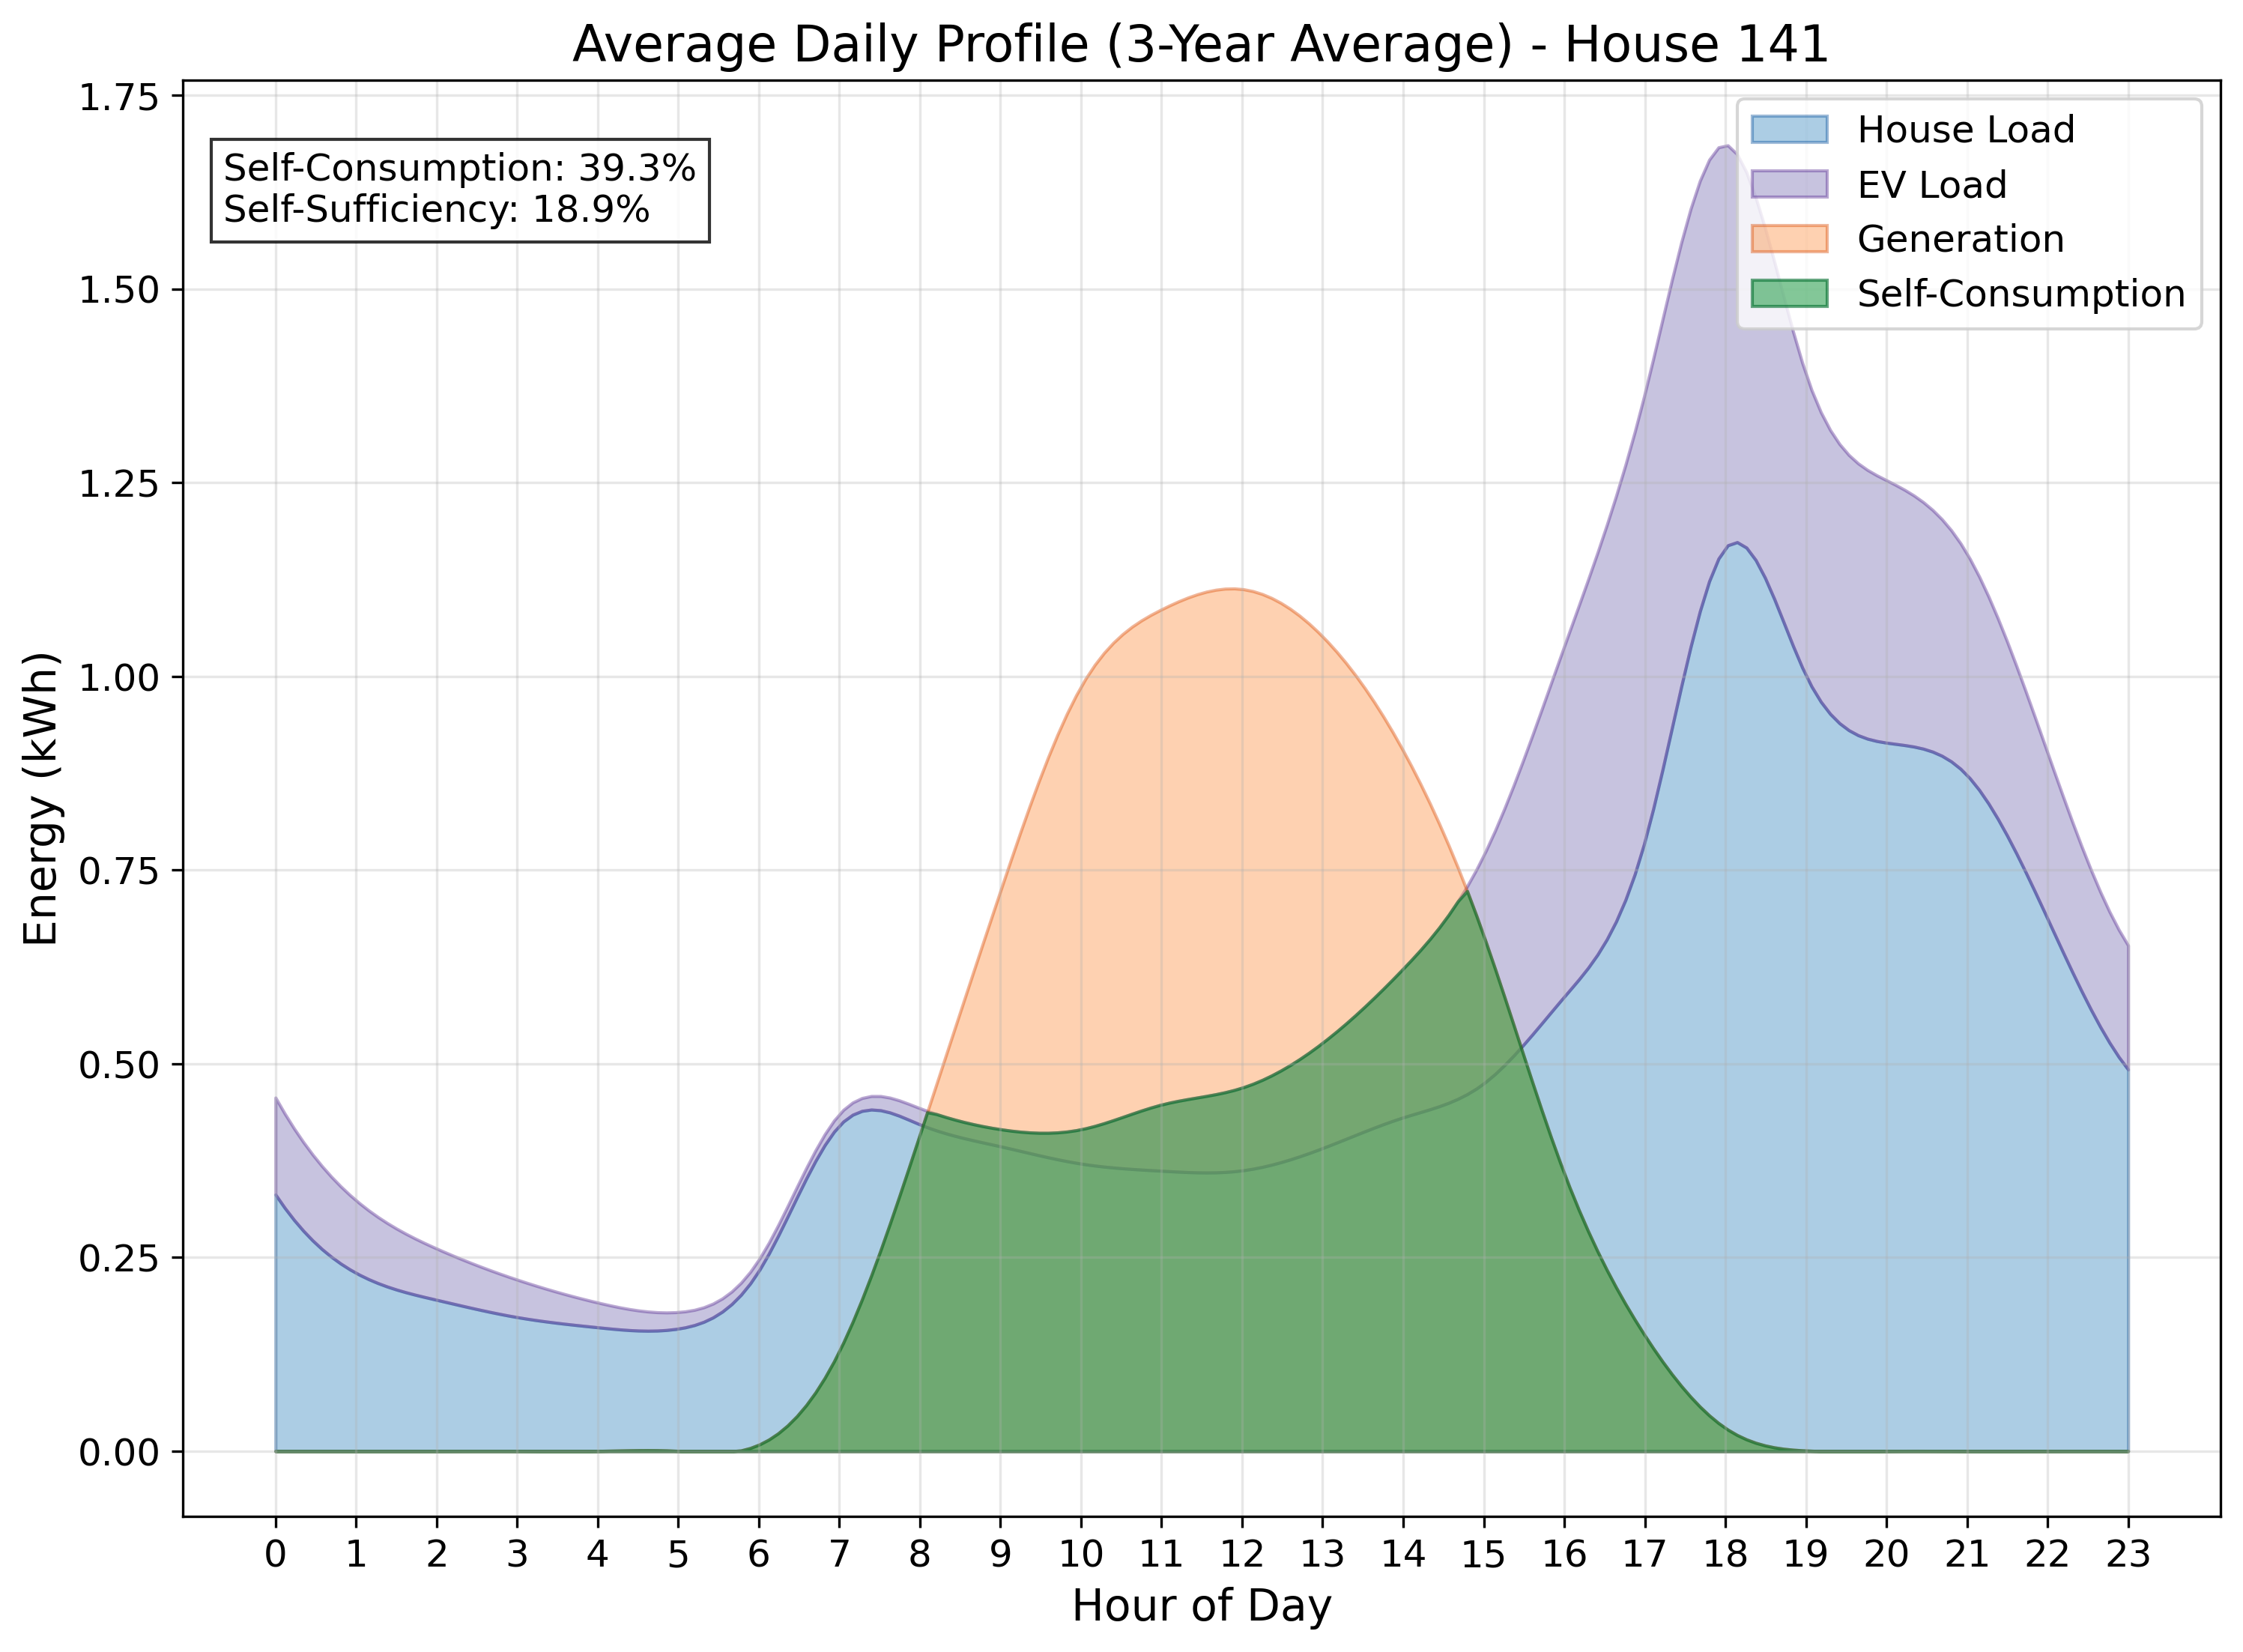 Average Daily Profile (3-Year Average) - House 141
1.75
1.50
1.25
1.00
0.75
0.50
0.25
0.00
Energy (kWh)
Self-Consumption: 39.3%
Self-Sufficiency: 18.9%
House Load
EV Load
Generation
Self-Consumption
0 1 2 3 4 5 6 7 8 9 10 11 12 13 14 15 16 17 18 19 20 21 22 23
Hour of Day